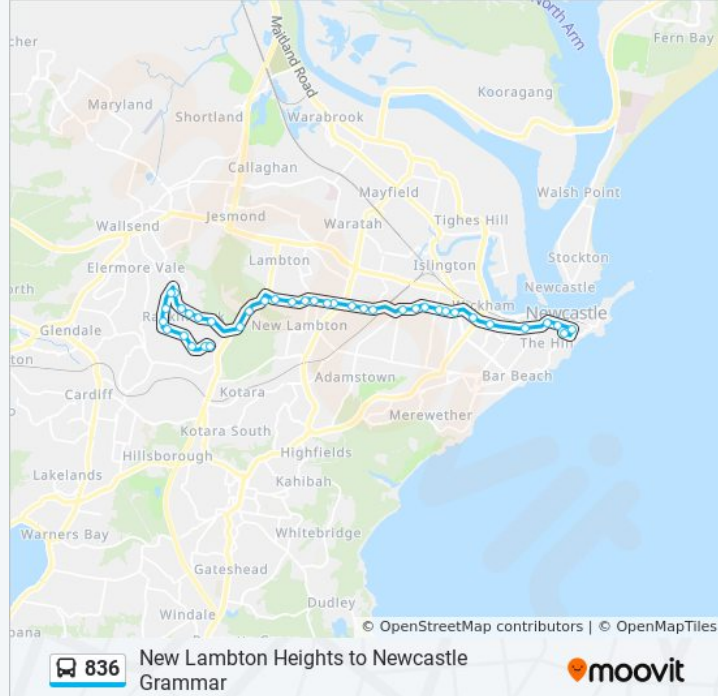 North Arm
Fern Bay
cher
Maitland Road
Kooragang
Maryland
Shortland
Warabrook
Callaghan
Mayfield
Walsh Point
Wallsend
Jesmond
Waratah
Tighes Hill
Stockton
Elermore Vale
Lambton
Islington
Newcastle
orth
Wickham
Newcastle
Glendale
New Lambton
The Hill
ton
Adamstown
Bar Beach
Cardiff
Kotara
Merewether
Kotara South
Hillsborough
Highfields
Lakelands
Kahibah
Warners Bay
Whitebridge
Gateshead
Dudley
Windale
bana
© OpenStreetMap contributors | © OpenMapTiles
836
New Lambton Heights to Newcastle
Grammar
moovit